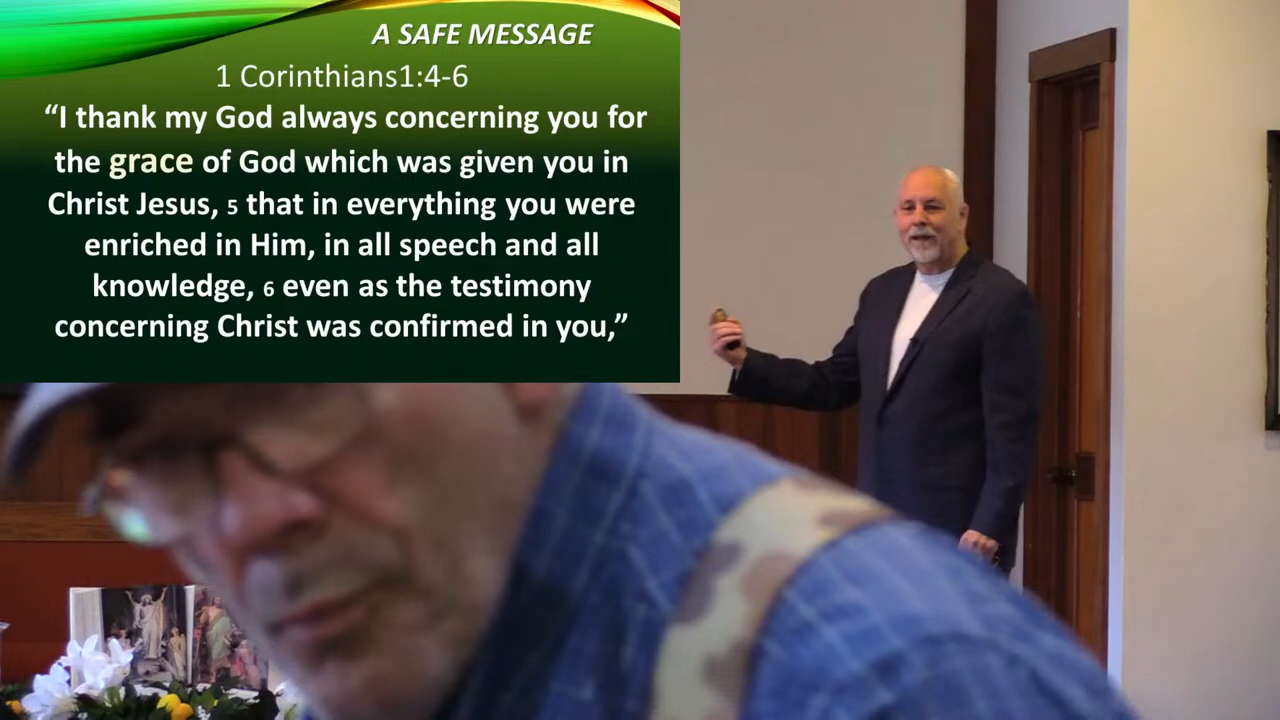 A SAFE MESSAGE
1 Corinthians1:4-6
“I thank my God always concerning you for
the grace of God which was given you in
Christ Jesus, 5 that in everything you were
enriched in Him, in all speech and all
knowledge, 6 even as the testimony
concerning Christ was confirmed in you,”